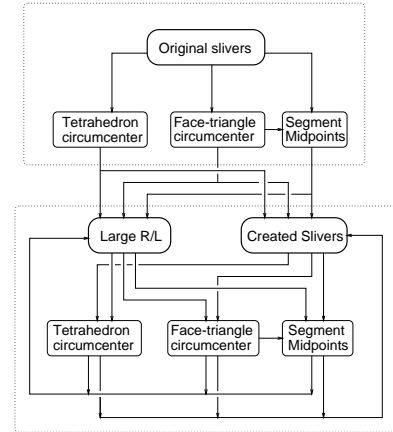 Original slivers
Tetrahedron
circumcenter
Face-triangle
circumcenter
Segment
Midpoints
Large R/L
Created Slivers
Tetrahedron
circumcenter
Face-triangle
circumcenter
Segment
Midpoints